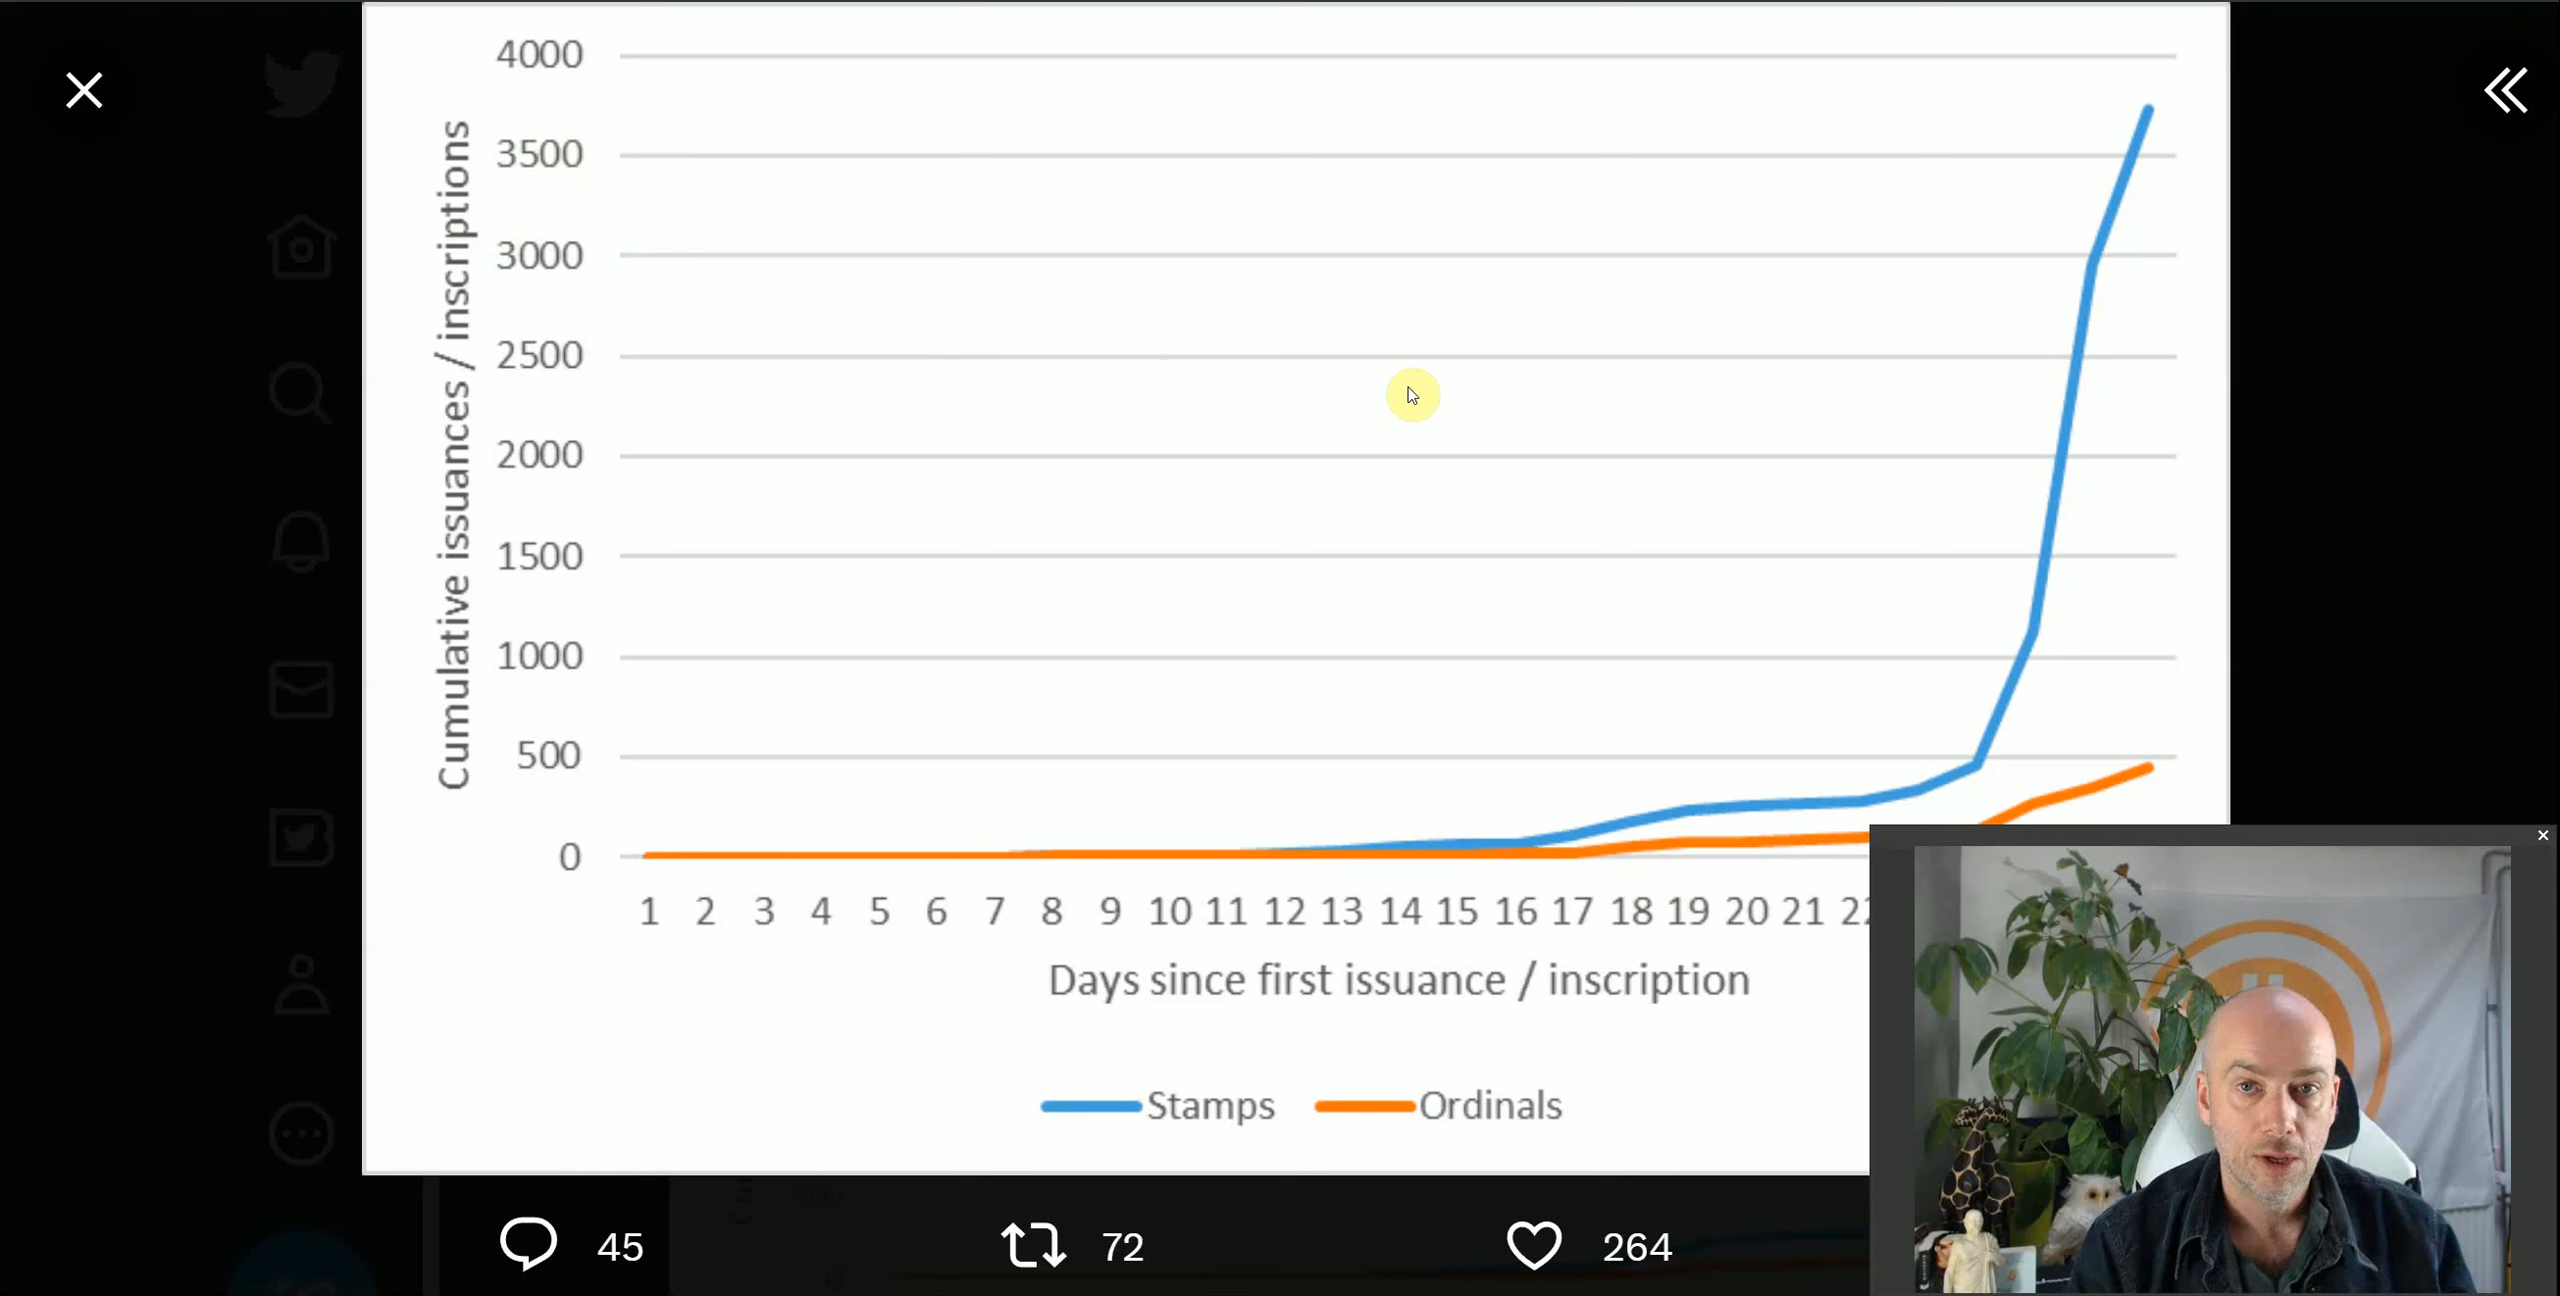 4000
3500
3000
2500
2000
1500
1000
500
0
Cumulative issuances / inscriptions
1 2 3 4 5 6 7 8 9 10 11 12 13 14 15 16 17 18 19 20 21
Days since first issuance / inscription
Stamps Ordinals
45 72 264